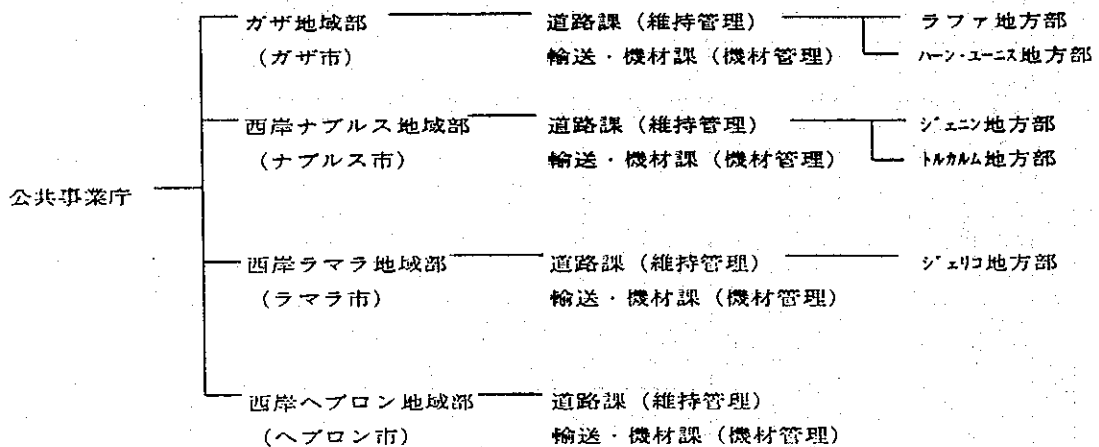 ガザ地域部 道路課（維持管理） ラファ地方部
（ガザ市） 輸送・機材課（機材管理） ハーン・ユーニス地方部
西岸ナブルス地域部 道路課（維持管理） ジェニン地方部
（ナブルス市） 輸送・機材課（機材管理） トルカルム地方部
公共事業庁
西岸ラマラ地域部 道路課（維持管理） ジェリコ地方部
（ラマラ市） 輸送・機材課（機材管理）
西岸ヘブロン地域部 道路課（維持管理）
（ヘブロン市） 輸送・機材課（機材管理）